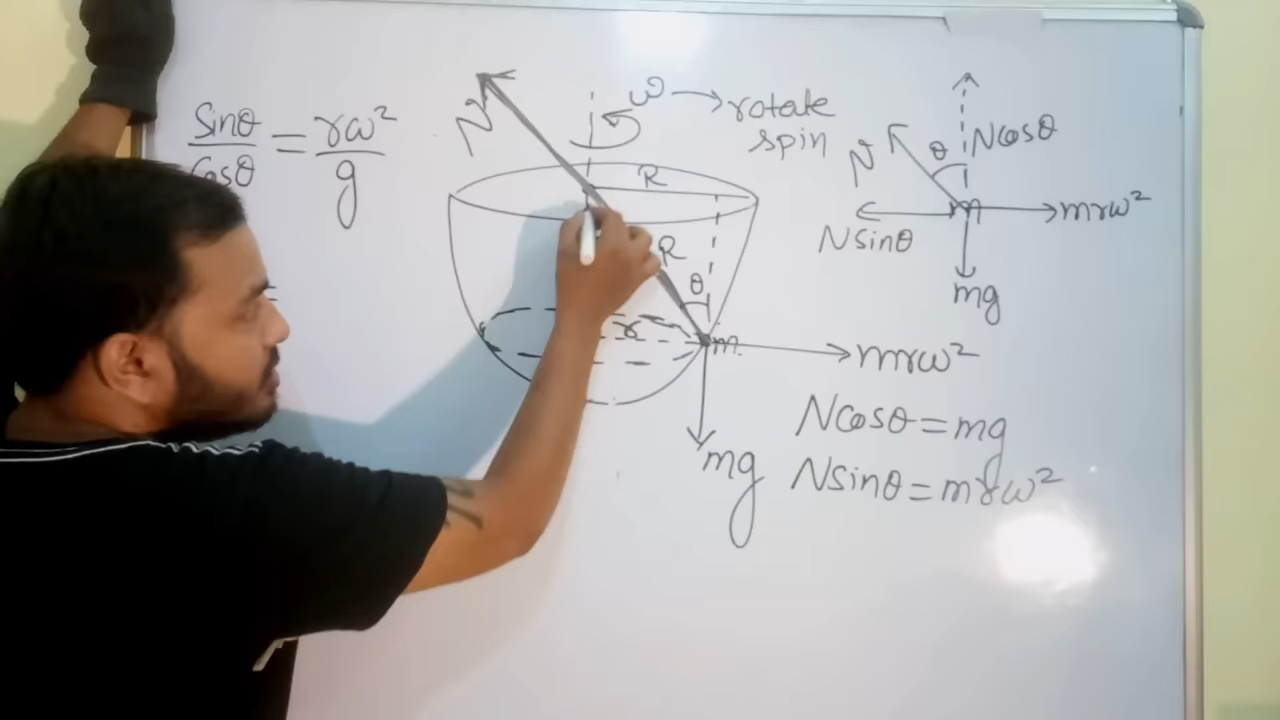 sinθ/cosθ = rω²/g
=
N
ω → rotate
spin
R
R
θ
r
m
mrω²
mg
N
θ
Ncosθ
m
mrω²
Nsinθ
mg
Ncosθ = mg
Nsinθ = mrω²